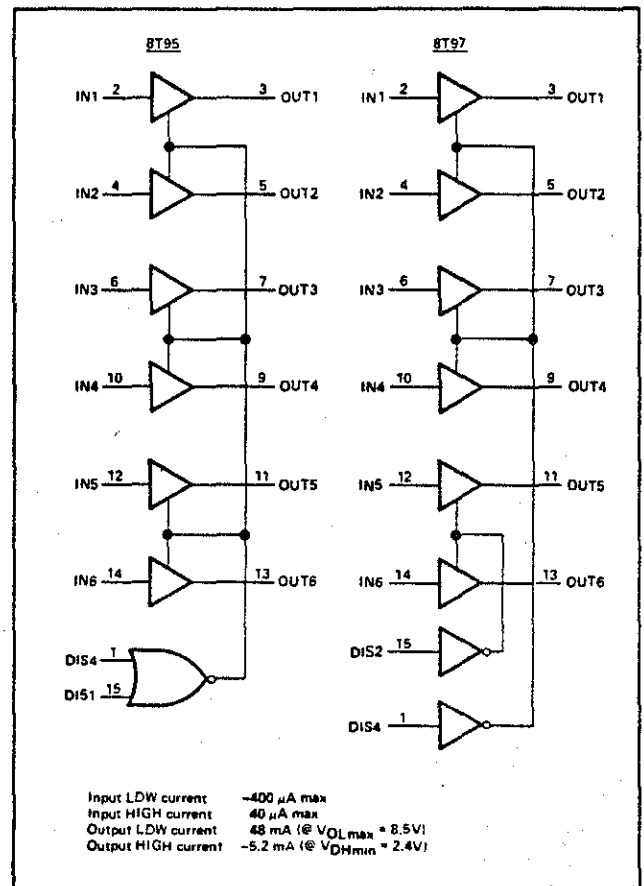 8T95
IN1 2 3 OUT1
IN2 4 5 OUT2
IN3 6 7 OUT3
IN4 10 9 OUT4
IN5 12 11 OUT5
IN6 14 13 OUT6
DIS4 1
DIS1 15
8T97
IN1 2 3 OUT1
IN2 4 5 OUT2
IN3 6 7 OUT3
IN4 10 9 OUT4
IN5 12 11 OUT5
IN6 14 13 OUT6
DIS2 15
DIS4 1
Input LDW current -400 µA max
Input HIGH current 40 µA max
Output LDW current 48 mA (@ VOLmax = 8.5V)
Output HIGH current -5.2 mA (@ VDHmin = 2.4V)